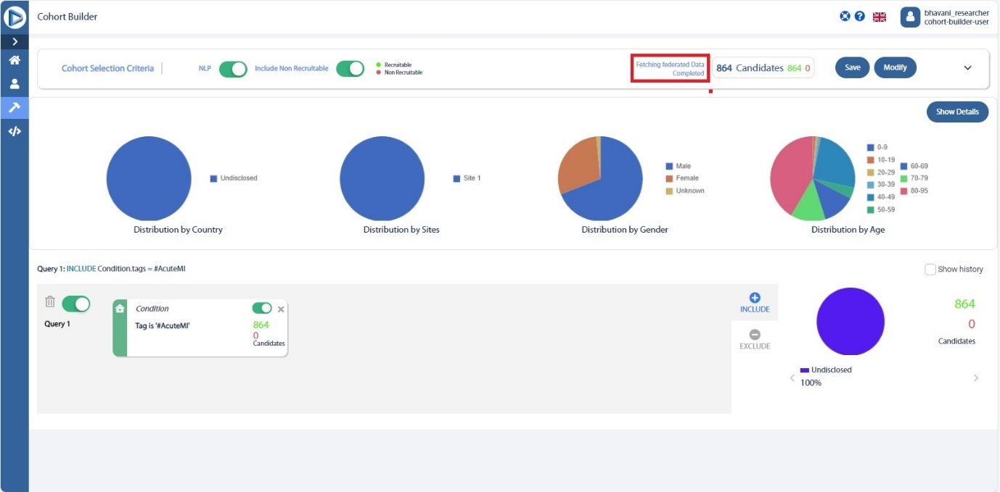 Cohort Builder
bhavani_researcher
cohort-builder-user
Cohort Selection Criteria
NLP
Include Non Recruitable
Recruitable
Non Recruitable
Fetching federated Data
Completed
864 Candidates 864 0
Save
Modify
Show Details
Undisclosed
Distribution by Country
Site 1
Distribution by Sites
Male
Female
Unknown
Distribution by Gender
0-9
10-19
20-29
30-39
40-49
50-59
60-69
70-79
80-95
Distribution by Age
Query 1: INCLUDE Condition.tags = #AcuteMI
Show history
Query 1
Condition
Tag is '#AcuteMI'
864
0
Candidates
INCLUDE
EXCLUDE
864
0
Candidates
Undisclosed
100%